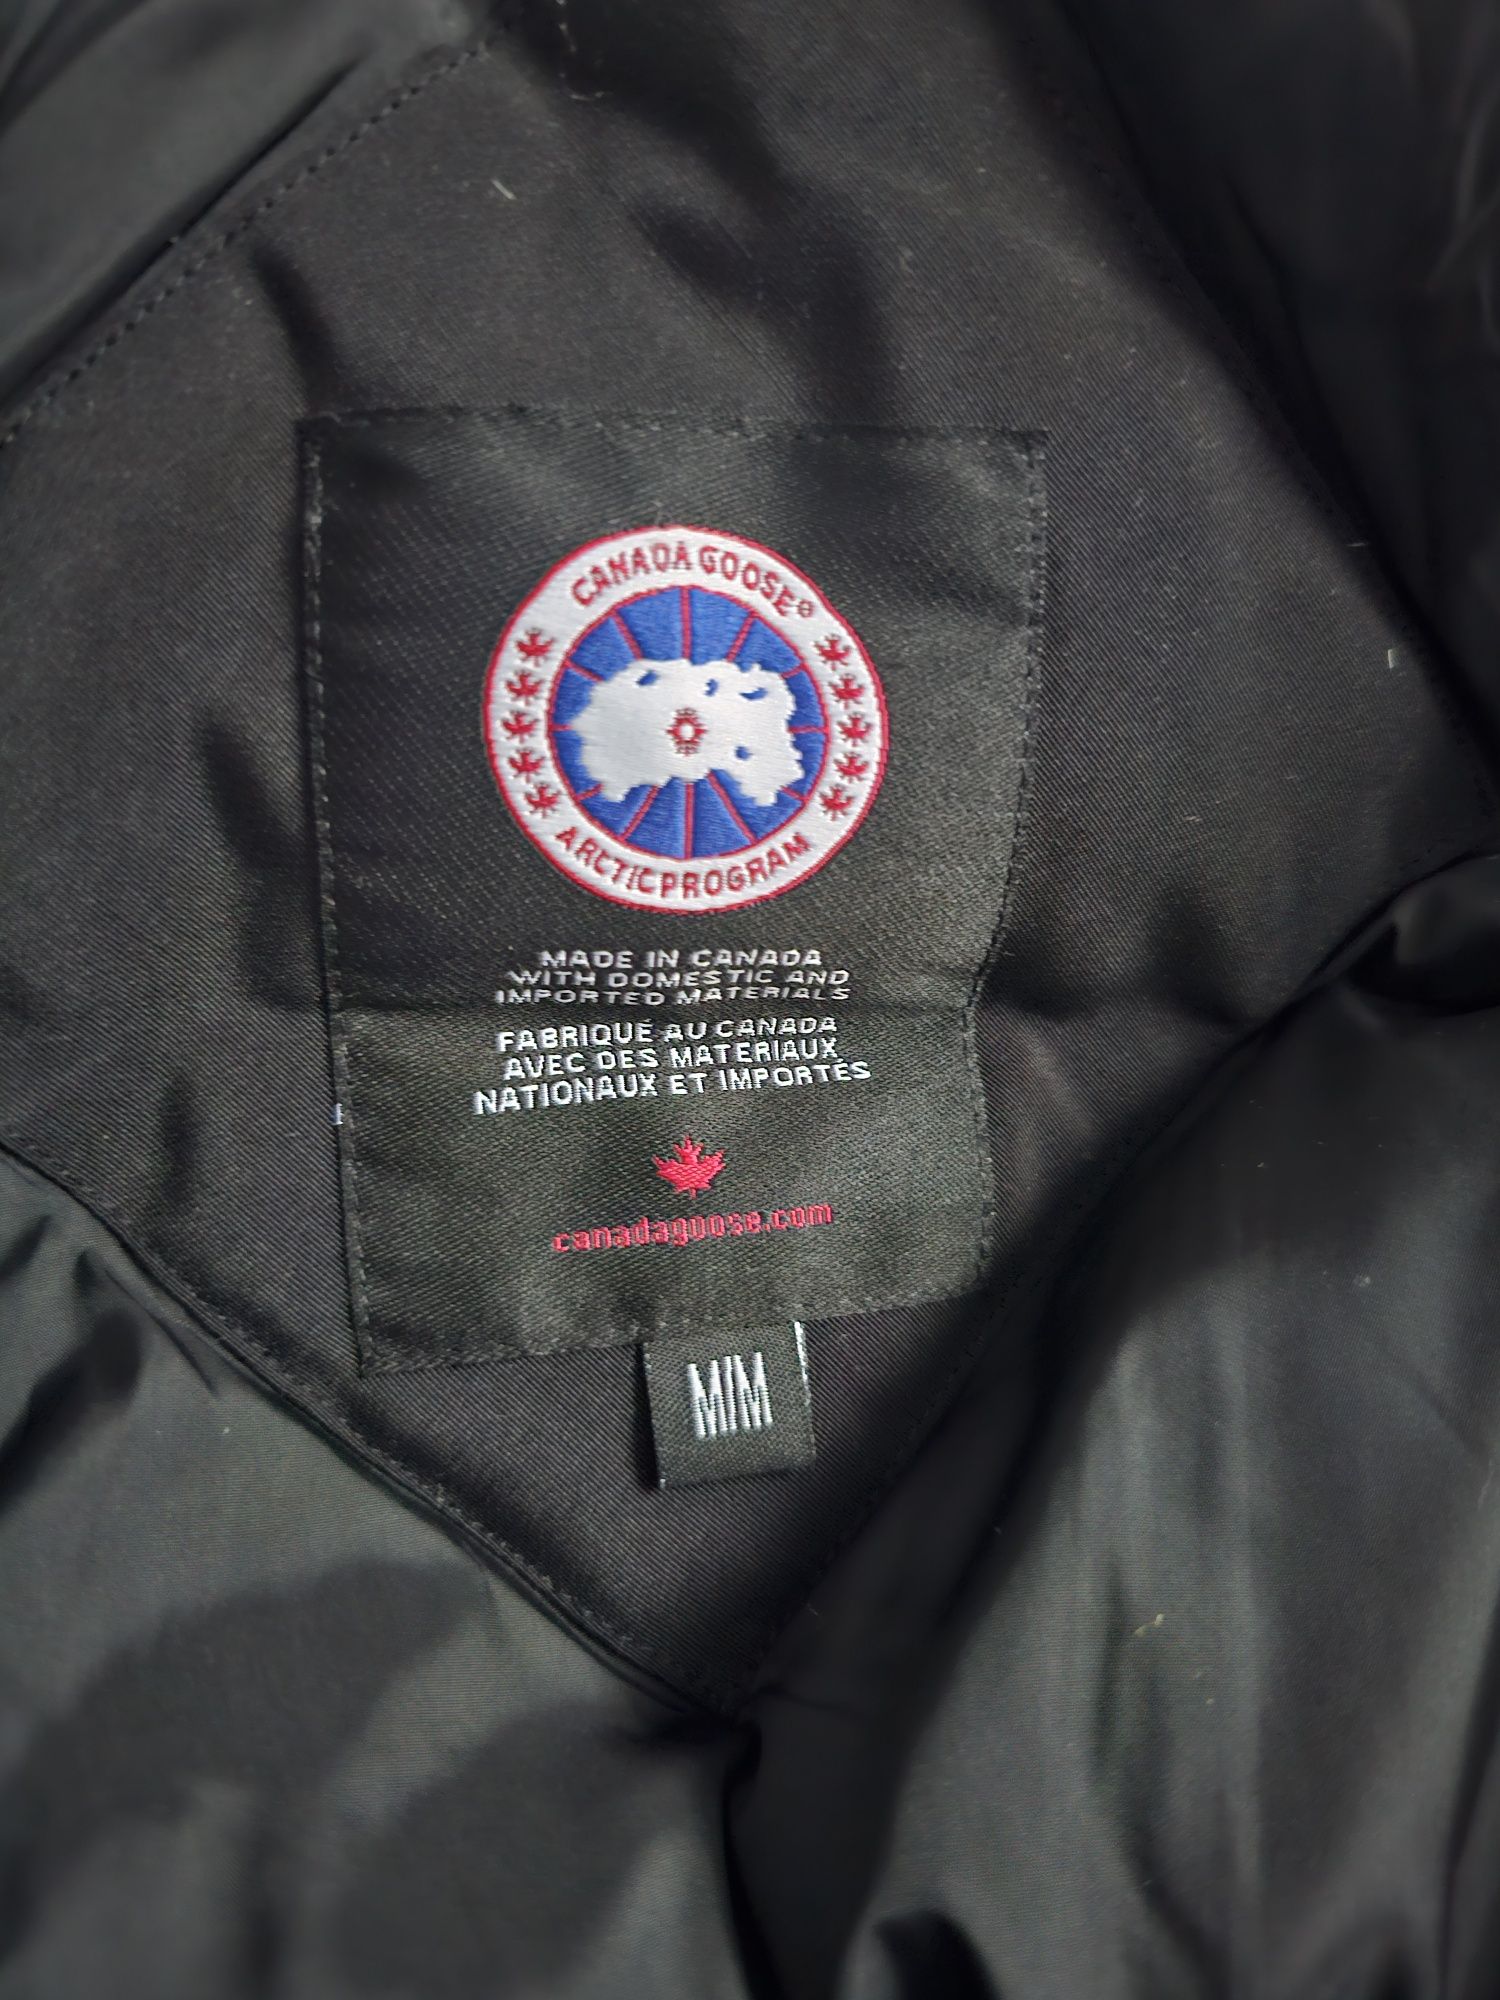 CANADA GOOSE®
ARCTIC PROGRAM
MADE IN CANADA
WITH DOMESTIC AND
IMPORTED MATERIALS
FABRIQUÉ AU CANADA
AVEC DES MATERIAUX
NATIONAUX ET IMPORTÉS
canadagoose.com
M/M